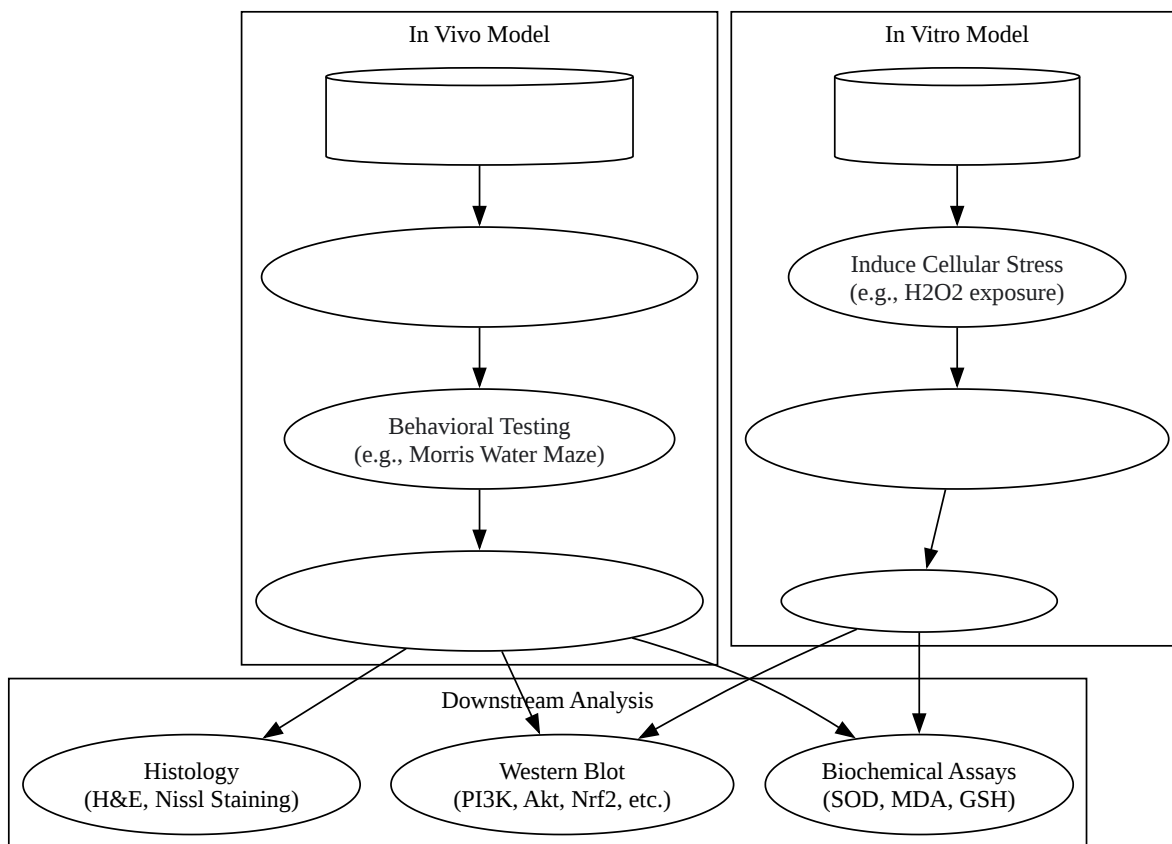 In Vivo Model
In Vitro Model
Induce Cellular Stress
(e.g., H2O2 exposure)
Behavioral Testing
(e.g., Morris Water Maze)
Downstream Analysis
Histology
(H&E, Nissl Staining)
Western Blot
(PI3K, Akt, Nrf2, etc.)
Biochemical Assays
(SOD, MDA, GSH)